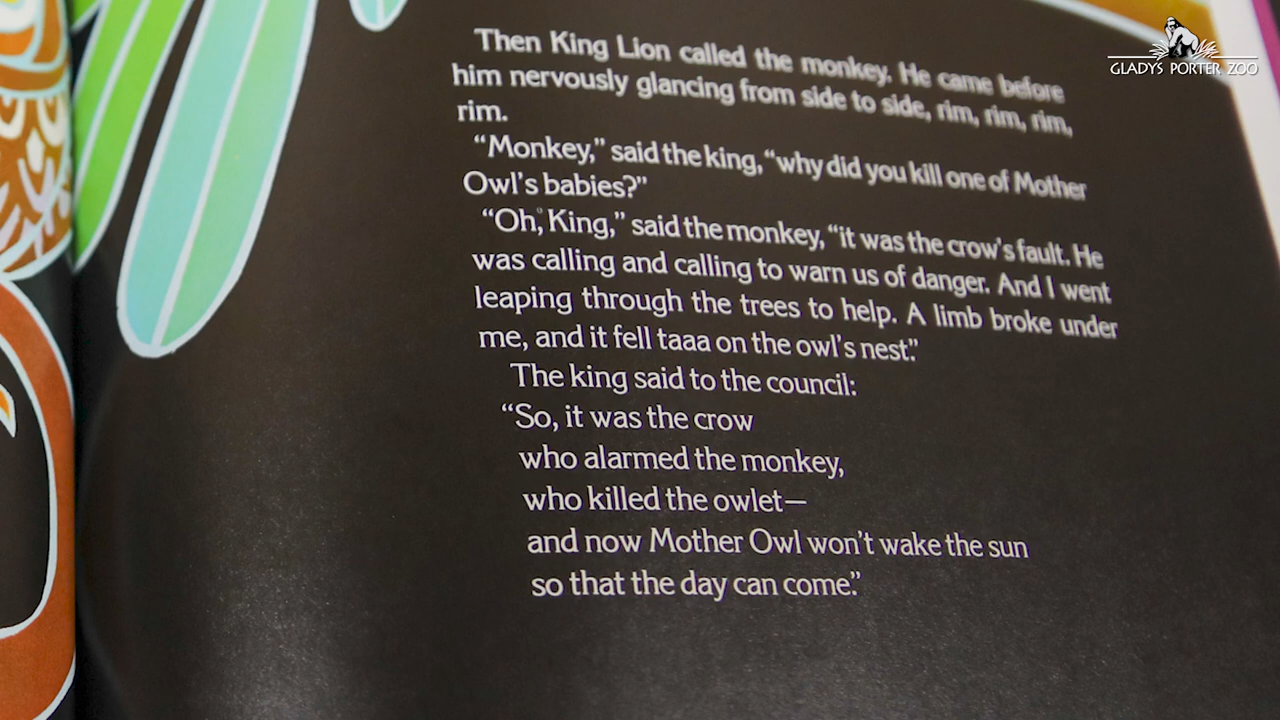 Then King Lion called the monkey. He came before
him nervously glancing from side to side, rim, rim, rim,
rim.
“Monkey,” said the king, “why did you kill one of Mother
Owl's babies?”
“Oh, King,” said the monkey, “it was the crow's fault. He
was calling and calling to warn us of danger. And I went
leaping through the trees to help. A limb broke under
me, and it fell taaa on the owl's nest.”
The king said to the council:
“So, it was the crow
who alarmed the monkey,
who killed the owlet—
and now Mother Owl won't wake the sun
so that the day can come.”
GLADYS PORTER ZOO